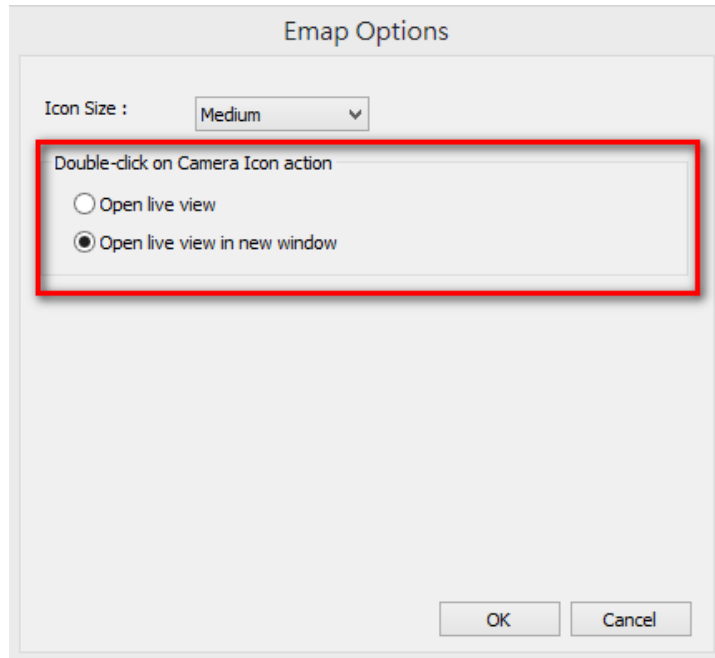 Emap Options
Icon Size : Medium
Double-click on Camera Icon action
Open live view
Open live view in new window
OK Cancel